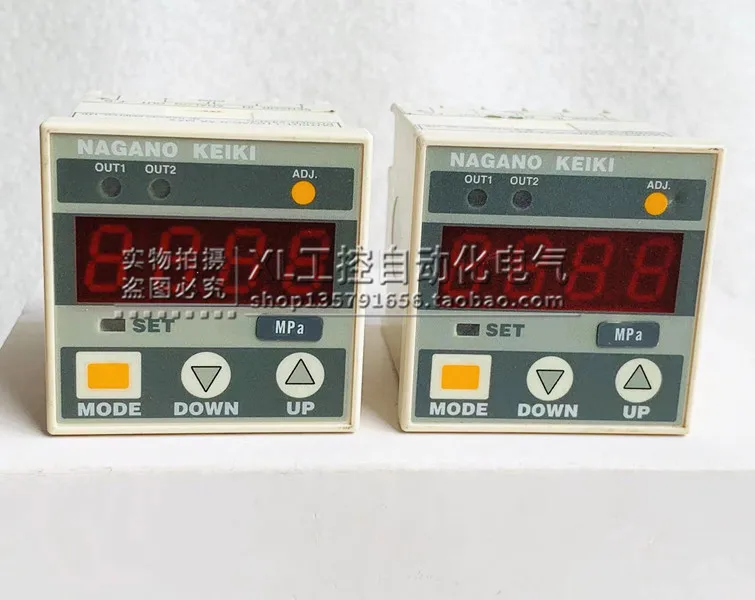 NAGANO KEIKI
OUT1 OUT2 ADJ.
SET
MPa
MODE DOWN UP
NAGANO KEIKI
OUT1 OUT2 ADJ.
SET
MPa
MODE DOWN UP
实物拍摄
盗图必究
XL工控自动化电气
shop135791656.taobao.com